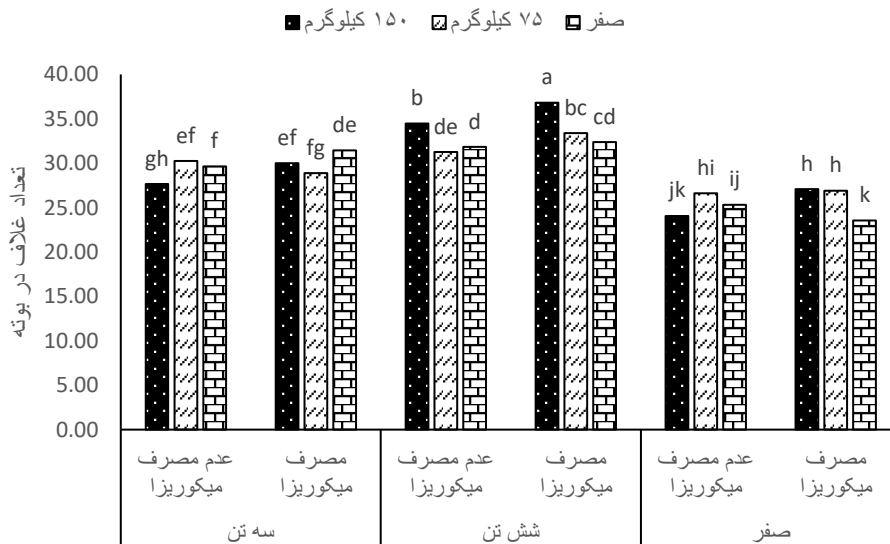 ۱۵۰ کیلوگرم
۷۵ کیلوگرم
صفر
تعداد غلاف در بوته
40.00
35.00
30.00
25.00
20.00
15.00
10.00
5.00
0.00
gh
ef
f
ef
fg
de
b
de
d
a
bc
cd
jk
hi
ij
h
h
k
عدم مصرف
میکوریزا
مصرف
میکوریزا
عدم مصرف
میکوریزا
مصرف
میکوریزا
عدم مصرف
میکوریزا
مصرف
میکوریزا
سه تن
شش تن
صفر